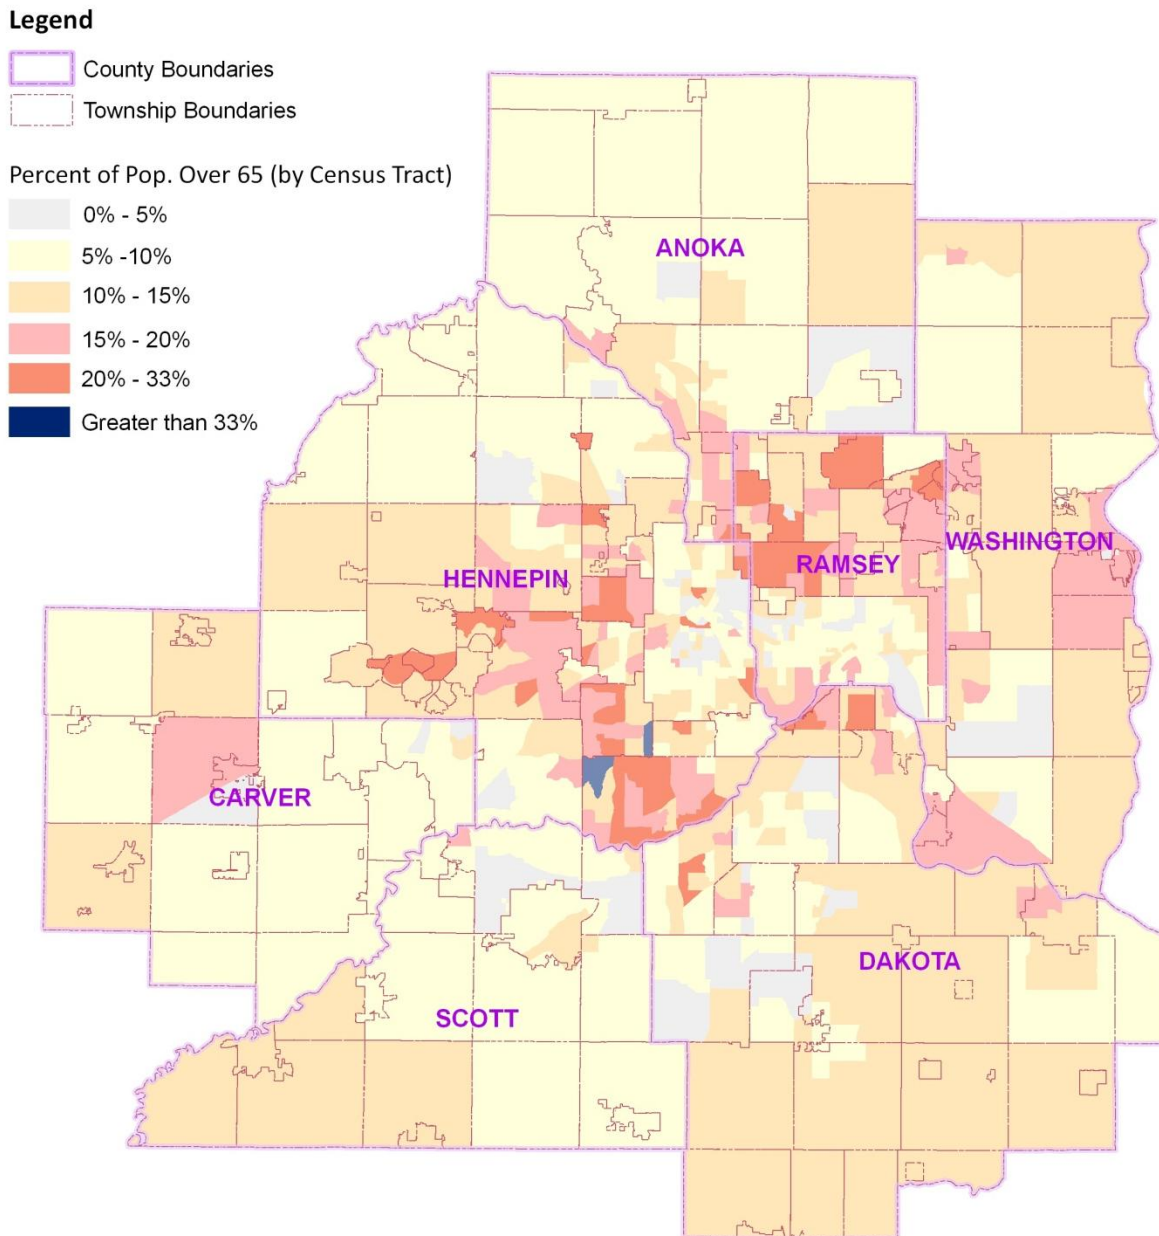 Legend
County Boundaries
Township Boundaries
Percent of Pop. Over 65 (by Census Tract)
0% - 5%
5% -10%
10% - 15%
15% - 20%
20% - 33%
Greater than 33%
ANOKA
WASHINGTON
RAMSEY
HENNEPIN
CARVER
DAKOTA
SCOTT